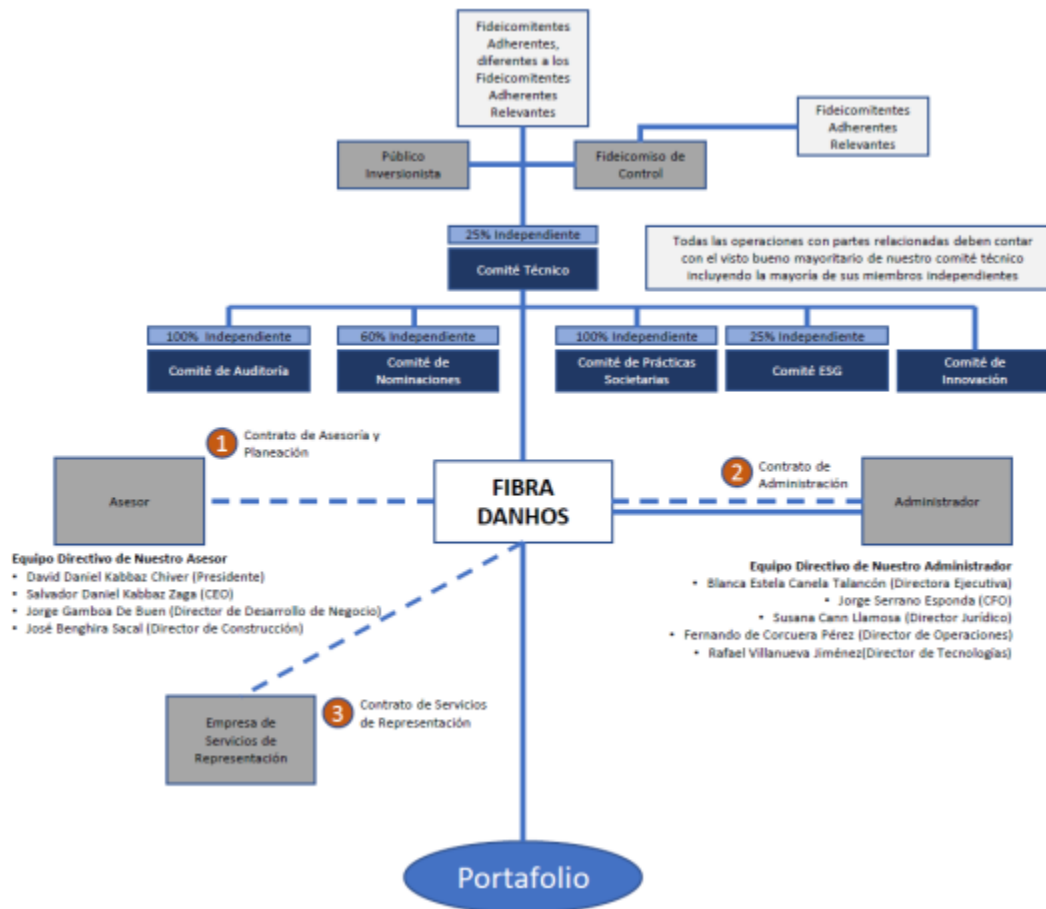 Fideicomitentes
Adherentes,
diferentes a los
Fideicomitentes
Adherentes
Relevantes
Fideicomitentes
Adherentes
Relevantes
Público
Inversionista
Fideicomiso de
Control
25% Independiente
Comité Técnico
Todas las operaciones con partes relacionadas deben contar
con el visto bueno mayoritario de nuestro comité técnico
incluyendo la mayoría de sus miembros independientes
100% Independiente
Comité de Auditoría
60% Independiente
Comité de
Nominaciones
100% Independiente
Comité de Prácticas
Societarias
25% Independiente
Comité ESG
Comité de
Innovación
1
Contrato de Asesoría y
Planeación
Asesor
FIBRA
DANHOS
2
Contrato de
Administración
Administrador
Equipo Directivo de Nuestro Asesor
• David Daniel Kabbaz Chiver (Presidente)
• Salvador Daniel Kabbaz Zaga (CEO)
• Jorge Gamboa De Buen (Director de Desarrollo de Negocio)
• José Benghira Sacal (Director de Construcción)
Equipo Directivo de Nuestro Administrador
• Blanca Estela Canela Talancón (Directora Ejecutiva)
• Jorge Serrano Esponda (CFO)
• Susana Cann Llamosa (Director Jurídico)
• Fernando de Corcuera Pérez (Director de Operaciones)
• Rafael Villanueva Jiménez(Director de Tecnologías)
Empresa de
Servicios de
Representación
3
Contrato de Servicios
de Representación
Portafolio